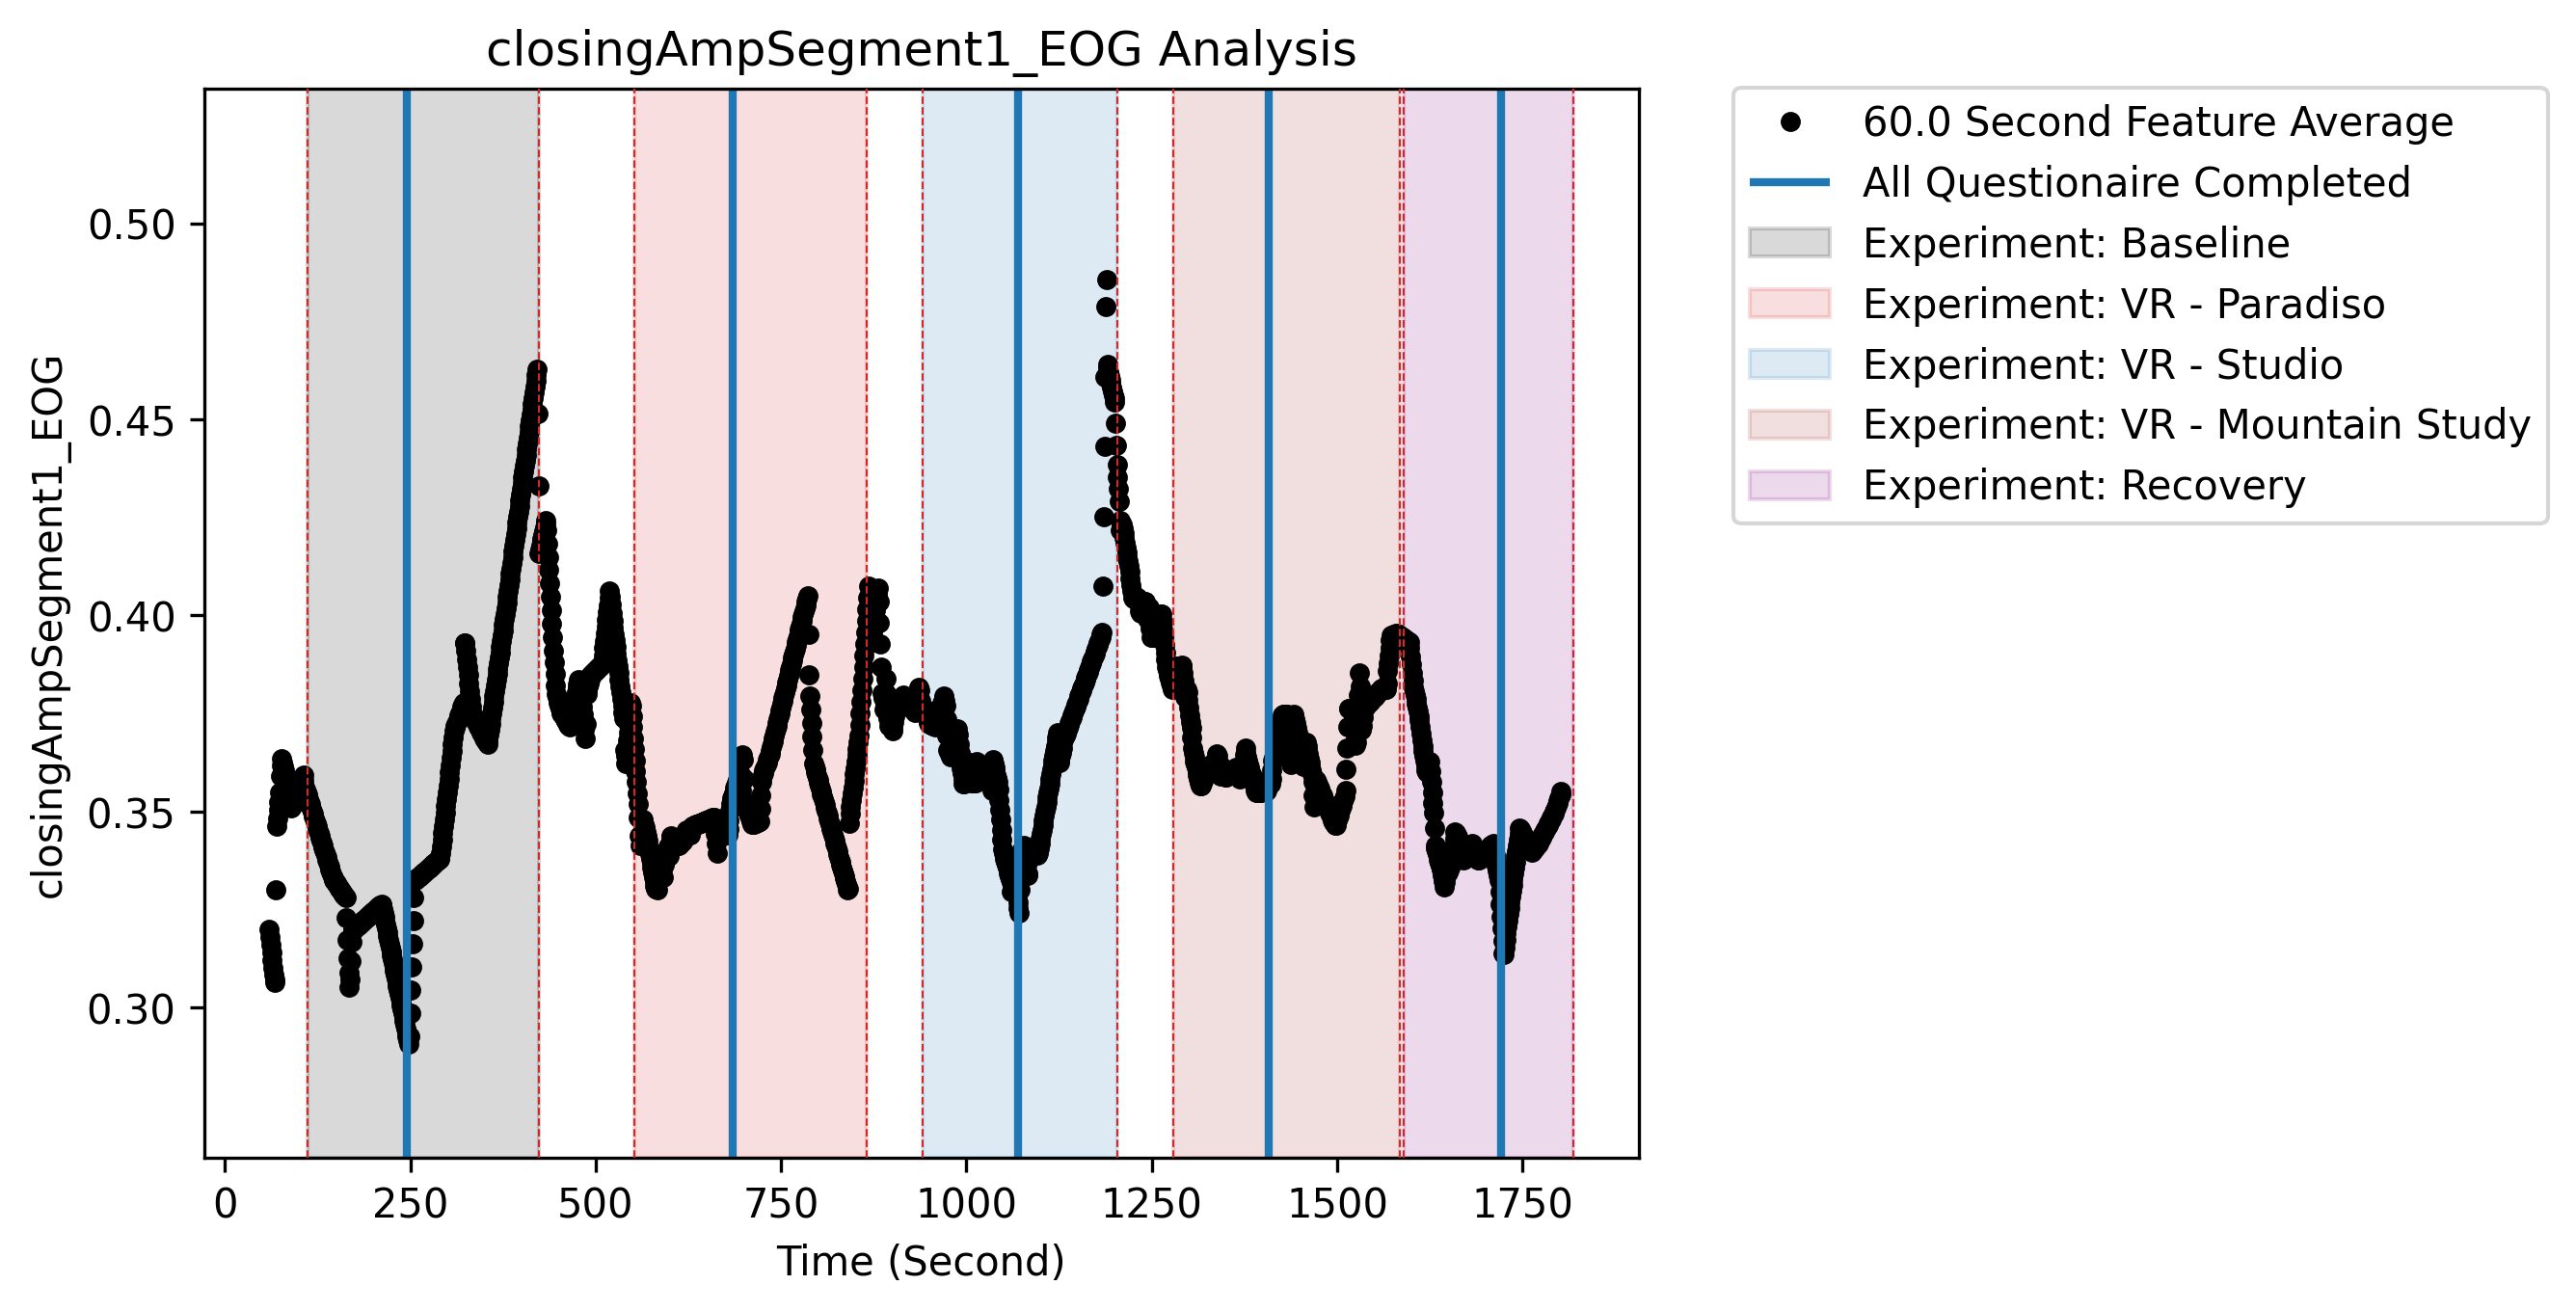 closingAmpSegment1_EOG Analysis
closingAmpSegment1_EOG
0.50
0.45
0.40
0.35
0.30
0
250
500
750
1000
1250
1500
1750
Time (Second)
60.0 Second Feature Average
All Questionaire Completed
Experiment: Baseline
Experiment: VR - Paradiso
Experiment: VR - Studio
Experiment: VR - Mountain Study
Experiment: Recovery